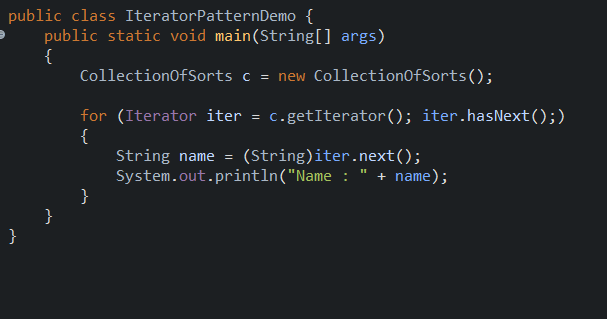 public class IteratorPatternDemo {
    public static void main(String[] args)
    {
        CollectionOfSorts c = new CollectionOfSorts();
        for (Iterator iter = c.getIterator(); iter.hasNext();)
        {
            String name = (String)iter.next();
            System.out.println("Name : " + name);
        }
    }
}